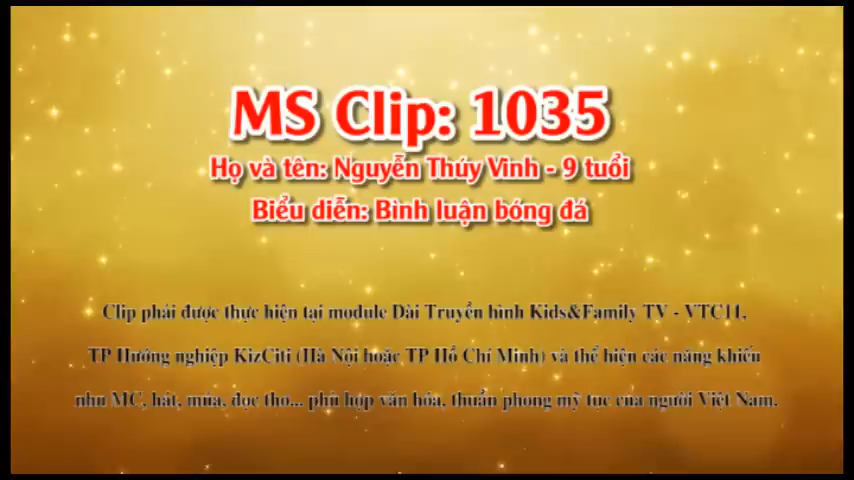 MS Clip: 1035
Họ và tên: Nguyễn Thúy Vinh - 9 tuổi
Biểu diễn: Bình luận bóng đá
Clip phải được thực hiện tại module Đài Truyền hình Kids&Family TV - VTC11,
TP Hướng nghiệp KizCiti (Hà Nội hoặc TP Hồ Chí Minh) và thể hiện các năng khiếu
như MC, hát, múa, đọc thơ... phù hợp văn hóa, thuần phong mỹ tục của người Việt Nam.